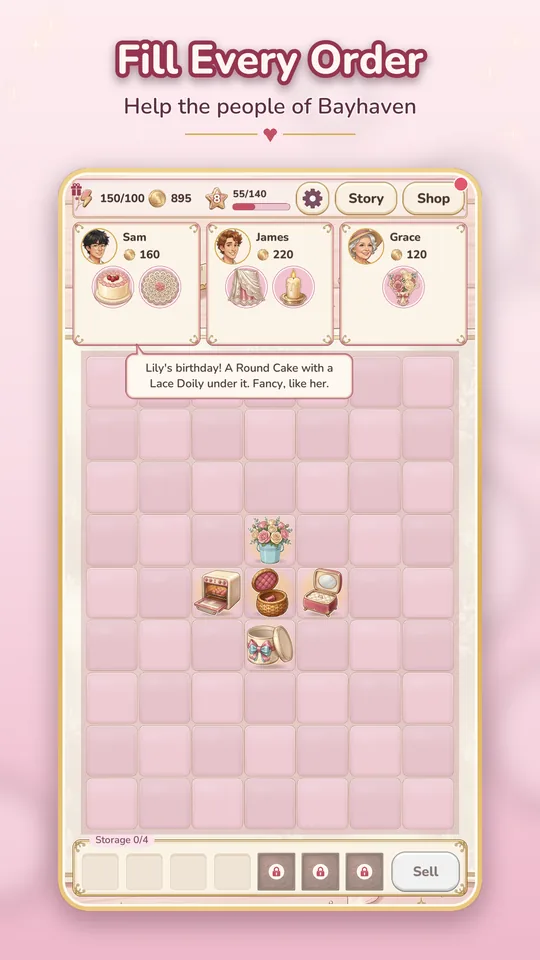 Fill Every Order
Help the people of Bayhaven
150/100
895
8
55/140
Story
Shop
Sam
160
James
220
Grace
120
Lily's birthday! A Round Cake with a
Lace Doily under it. Fancy, like her.
Storage 0/4
Sell